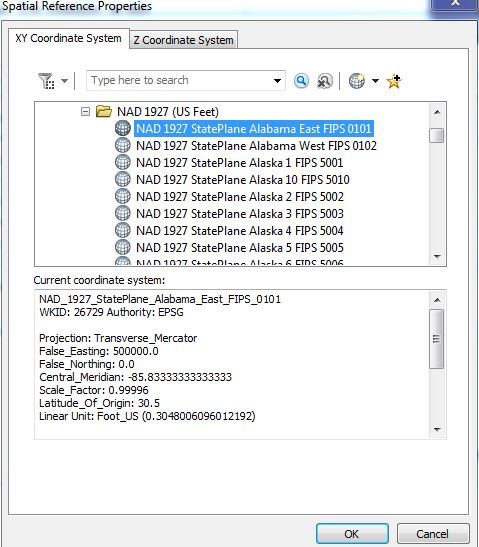 Spatial Reference Properties
x
XY Coordinate System
Z Coordinate System
Type here to search
NAD 1927 (US Feet)
NAD 1927 StatePlane Alabama East FIPS 0101
NAD 1927 StatePlane Alabama West FIPS 0102
NAD 1927 StatePlane Alaska 1 FIPS 5001
NAD 1927 StatePlane Alaska 10 FIPS 5010
NAD 1927 StatePlane Alaska 2 FIPS 5002
NAD 1927 StatePlane Alaska 3 FIPS 5003
NAD 1927 StatePlane Alaska 4 FIPS 5004
NAD 1927 StatePlane Alaska 5 FIPS 5005
NAD 1927 StatePlane Alaska 6 FIPS 5006
Current coordinate system:
NAD_1927_StatePlane_Alabama_East_FIPS_0101
WKID: 26729 Authority: EPSG
Projection: Transverse_Mercator
False_Easting: 500000.0
False_Northing: 0.0
Central_Meridian: -85.83333333333333
Scale_Factor: 0.99996
Latitude_Of_Origin: 30.5
Linear Unit: Foot_US (0.3048006096012192)
OK
Cancel